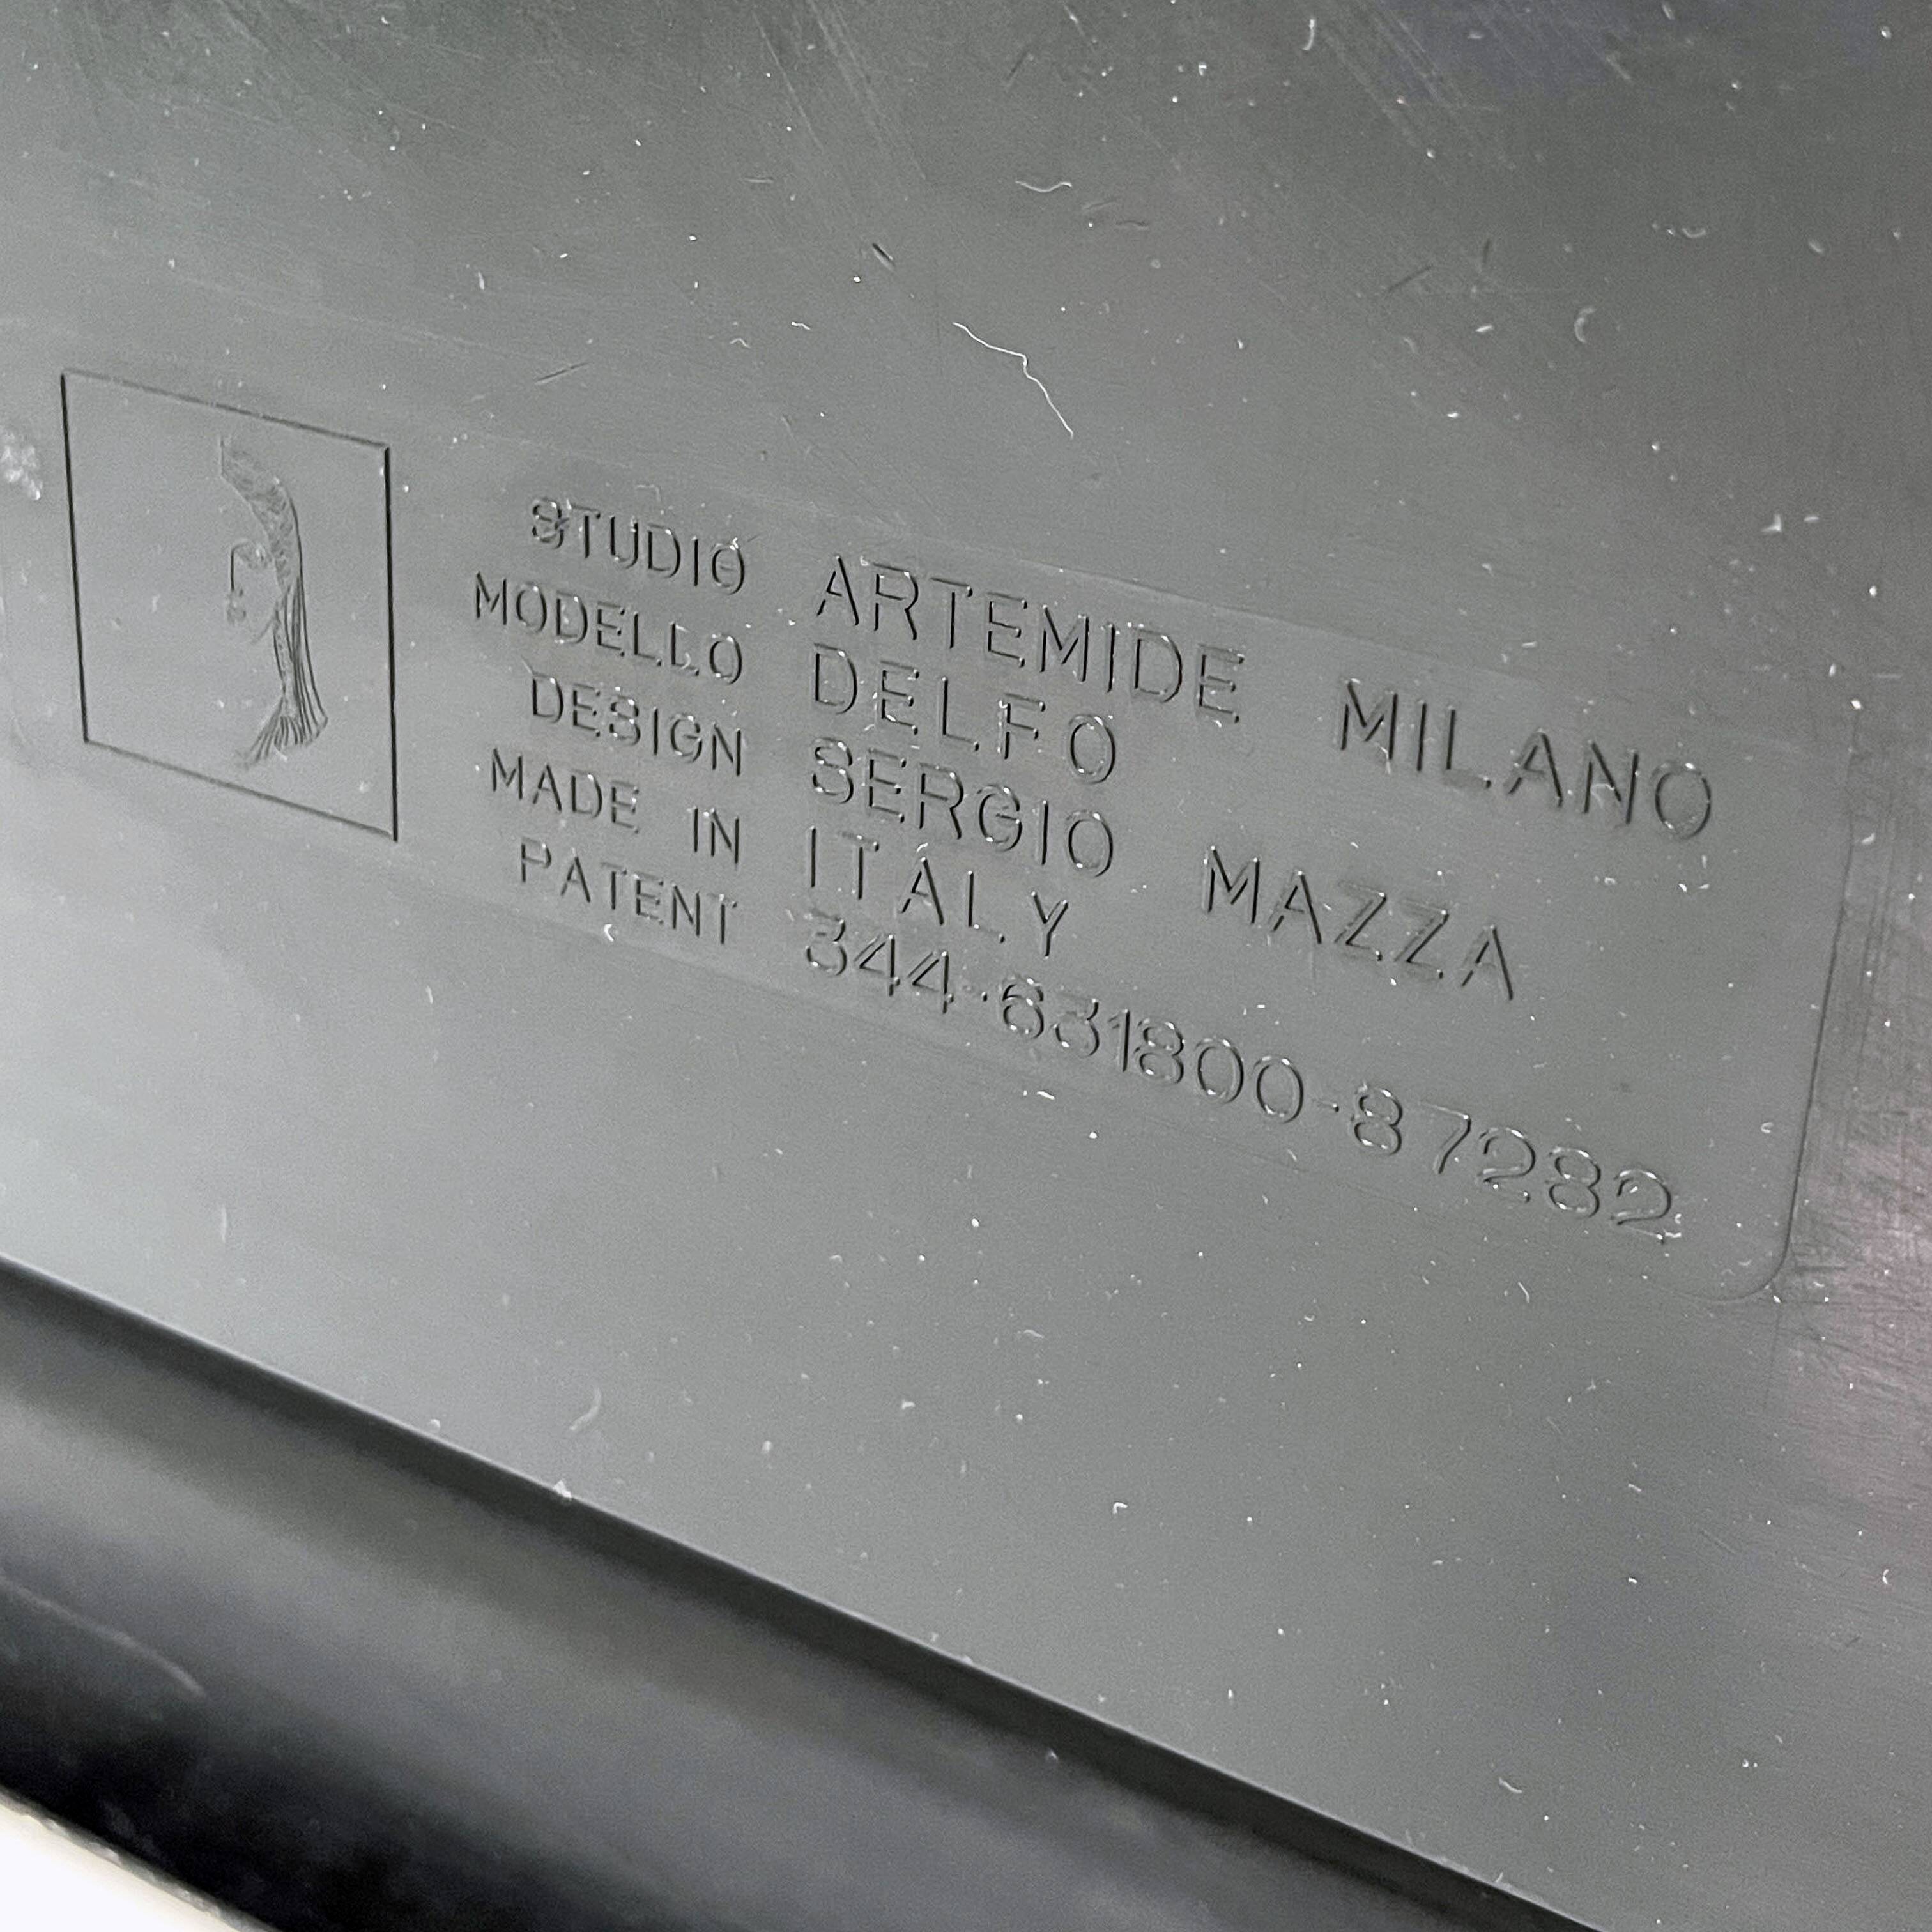 STUDIO ARTEMIDE MILANO
MODELLO DELFO
DESIGN SERGIO MAZZA
MADE IN ITALY
PATENT 344·631800-87282